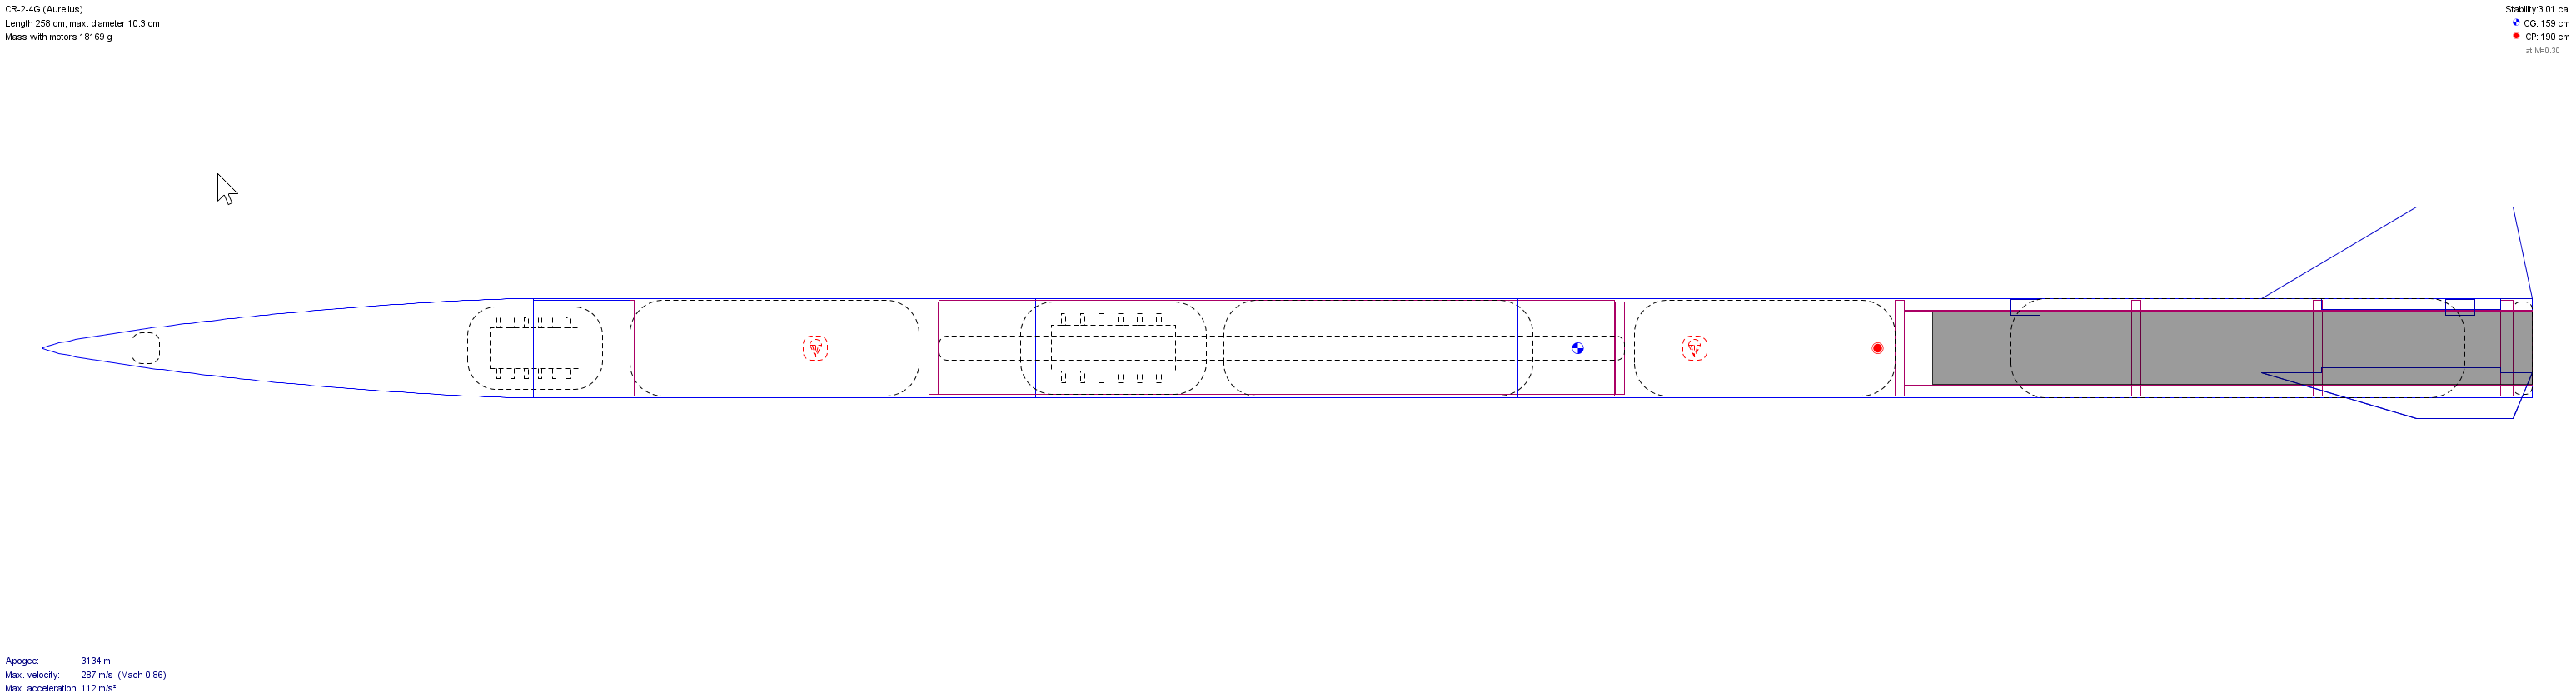 CR-2-4G (Aurelius)
Length 258 cm, max. diameter 10.3 cm
Mass with motors 18169 g
Stability:3.01 cal
CG: 159 cm
CP: 190 cm
at M=0.30
Apogee: 3134 m
Max. velocity: 287 m/s (Mach 0.86)
Max. acceleration: 112 m/s²